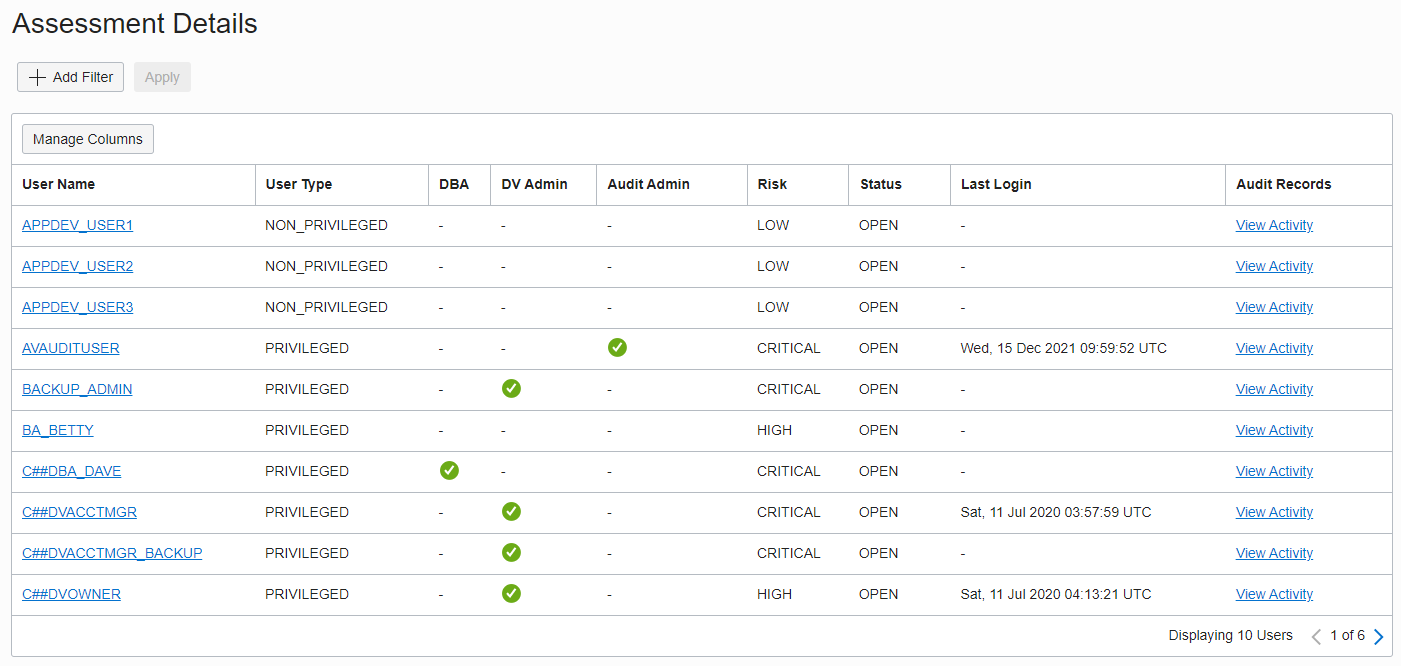 Assessment Details
+ Add Filter Apply
Manage Columns
User Name User Type DBA DV Admin Audit Admin Risk Status Last Login Audit Records
APPDEV_USER1 NON_PRIVILEGED - - - LOW OPEN - View Activity
APPDEV_USER2 NON_PRIVILEGED - - - LOW OPEN - View Activity
APPDEV_USER3 NON_PRIVILEGED - - - LOW OPEN - View Activity
AVAUDITUSER PRIVILEGED - - CRITICAL OPEN Wed, 15 Dec 2021 09:59:52 UTC View Activity
BACKUP_ADMIN PRIVILEGED - - CRITICAL OPEN - View Activity
BA_BETTY PRIVILEGED - - - HIGH OPEN - View Activity
C##DBA_DAVE PRIVILEGED - - CRITICAL OPEN - View Activity
C##DVACCTMGR PRIVILEGED - - CRITICAL OPEN Sat, 11 Jul 2020 03:57:59 UTC View Activity
C##DVACCTMGR_BACKUP PRIVILEGED - - CRITICAL OPEN - View Activity
C##DVOWNER PRIVILEGED - - HIGH OPEN Sat, 11 Jul 2020 04:13:21 UTC View Activity
Displaying 10 Users 1 of 6